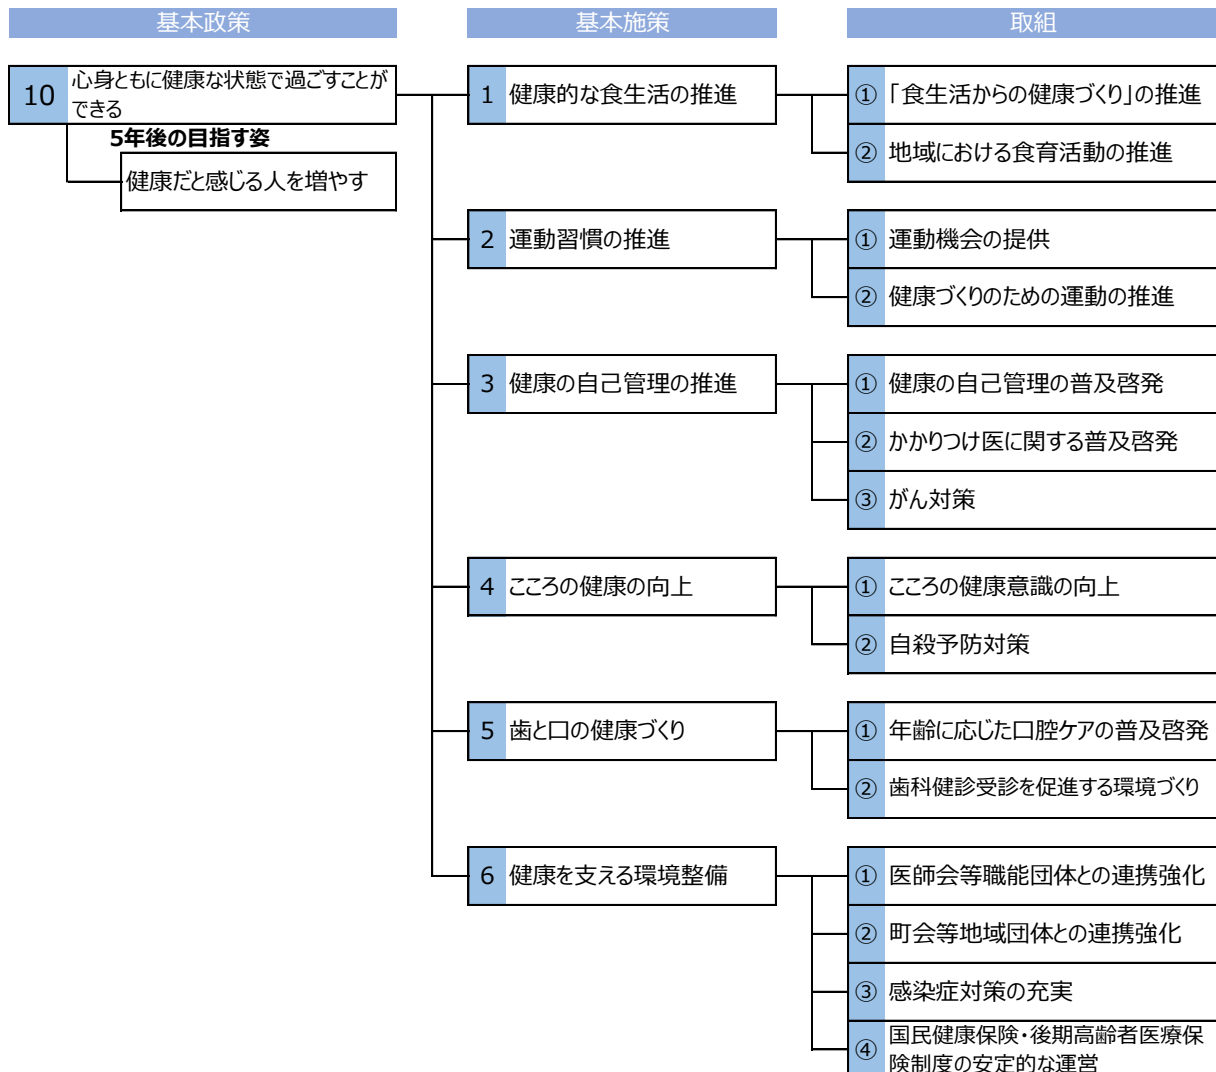 基本政策
基本施策
取組
10
心身ともに健康な状態で過ごすことが
できる
5年後の目指す姿
健康だと感じる人を増やす
1 健康的な食生活の推進
① 「食生活からの健康づくり」の推進
② 地域における食育活動の推進
2 運動習慣の推進
① 運動機会の提供
② 健康づくりのための運動の推進
3 健康の自己管理の推進
① 健康の自己管理の普及啓発
② かかりつけ医に関する普及啓発
③ がん対策
4 こころの健康の向上
① こころの健康意識の向上
② 自殺予防対策
5 歯と口の健康づくり
① 年齢に応じた口腔ケアの普及啓発
② 歯科健診受診を促進する環境づくり
6 健康を支える環境整備
① 医師会等職能団体との連携強化
② 町会等地域団体との連携強化
③ 感染症対策の充実
④ 国民健康保険・後期高齢者医療保
険制度の安定的な運営